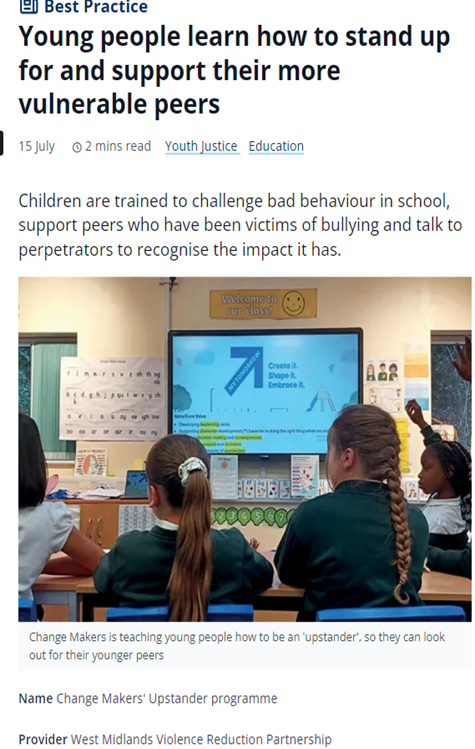 Best Practice
Young people learn how to stand up
for and support their more
vulnerable peers
15 July 2 mins read Youth Justice Education
Children are trained to challenge bad behaviour in school,
support peers who have been victims of bullying and talk to
perpetrators to recognise the impact it has.
Welcome to
our class!
MYTOMORROW
Create it.
Shape it.
Embrace it.
Change Makers is teaching young people how to be an 'upstander', so they can look
out for their younger peers
Name Change Makers' Upstander programme
Provider West Midlands Violence Reduction Partnership